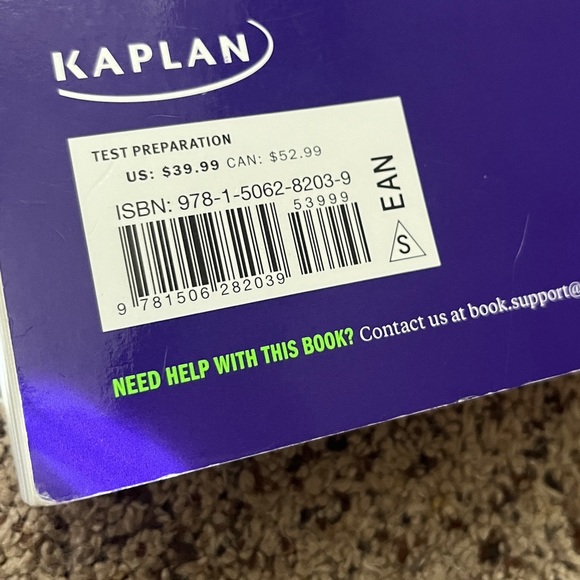 KAPLAN
TEST PREPARATION
US: $39.99 CAN: $52.99
ISBN: 978-1-5062-8203-9
53999
EAN
S
9 781506 282039
NEED HELP WITH THIS BOOK? Contact us at book.support@